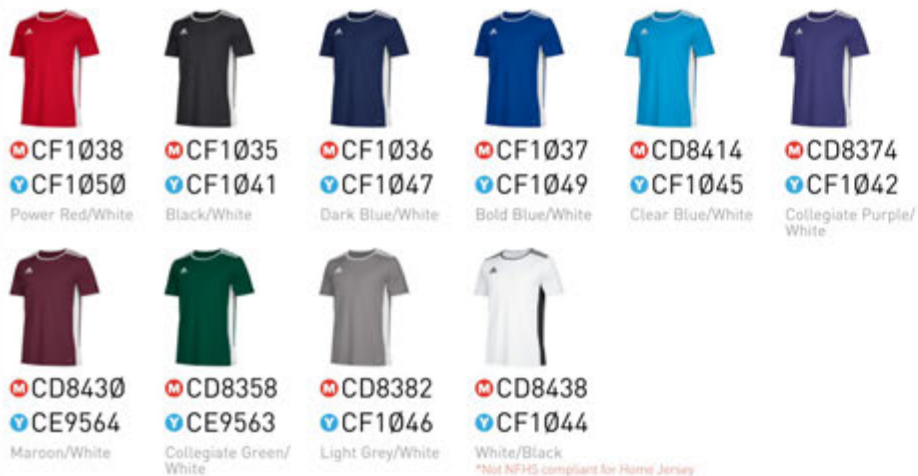 M CF1Ø38
Y CF1Ø5Ø
Power Red/White
M CF1Ø35
Y CF1Ø41
Black/White
M CF1Ø36
Y CF1Ø47
Dark Blue/White
M CF1Ø37
Y CF1Ø49
Bold Blue/White
M CD8414
Y CF1Ø45
Clear Blue/White
M CD8374
Y CF1Ø42
Collegiate Purple/
White
M CD843Ø
Y CE9564
Maroon/White
M CD8358
Y CE9563
Collegiate Green/
White
M CD8382
Y CF1Ø46
Light Grey/White
M CD8438
Y CF1Ø44
White/Black
*Not NFHS compliant for Home Jersey